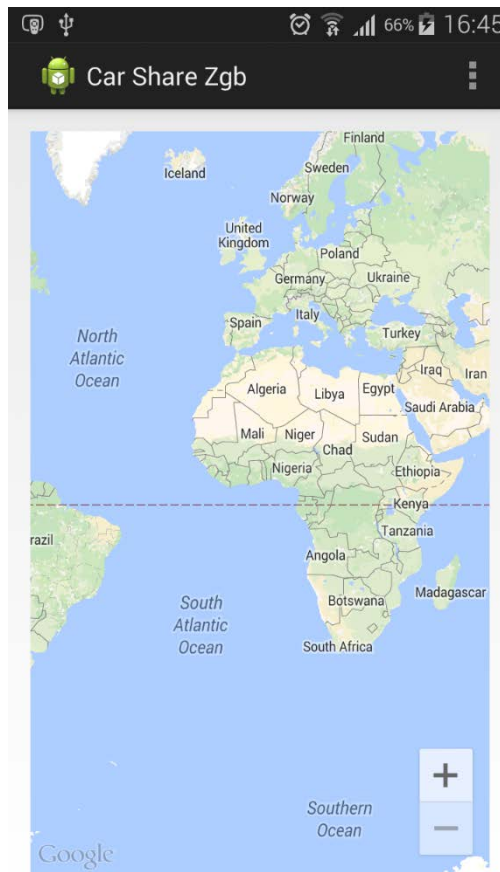 66% 16:45
Car Share Zgb
Finland
Iceland
Sweden
Norway
United
Kingdom
Poland
Germany
Ukraine
Italy
Spain
Turkey
North
Atlantic
Ocean
Iraq
Iran
Algeria
Libya
Egypt
Saudi Arabia
Mali
Niger
Chad
Sudan
Nigeria
Ethiopia
Kenya
razil
Tanzania
Angola
Madagascar
Botswana
South
Atlantic
Ocean
South Africa
+
−
Southern
Ocean
Google